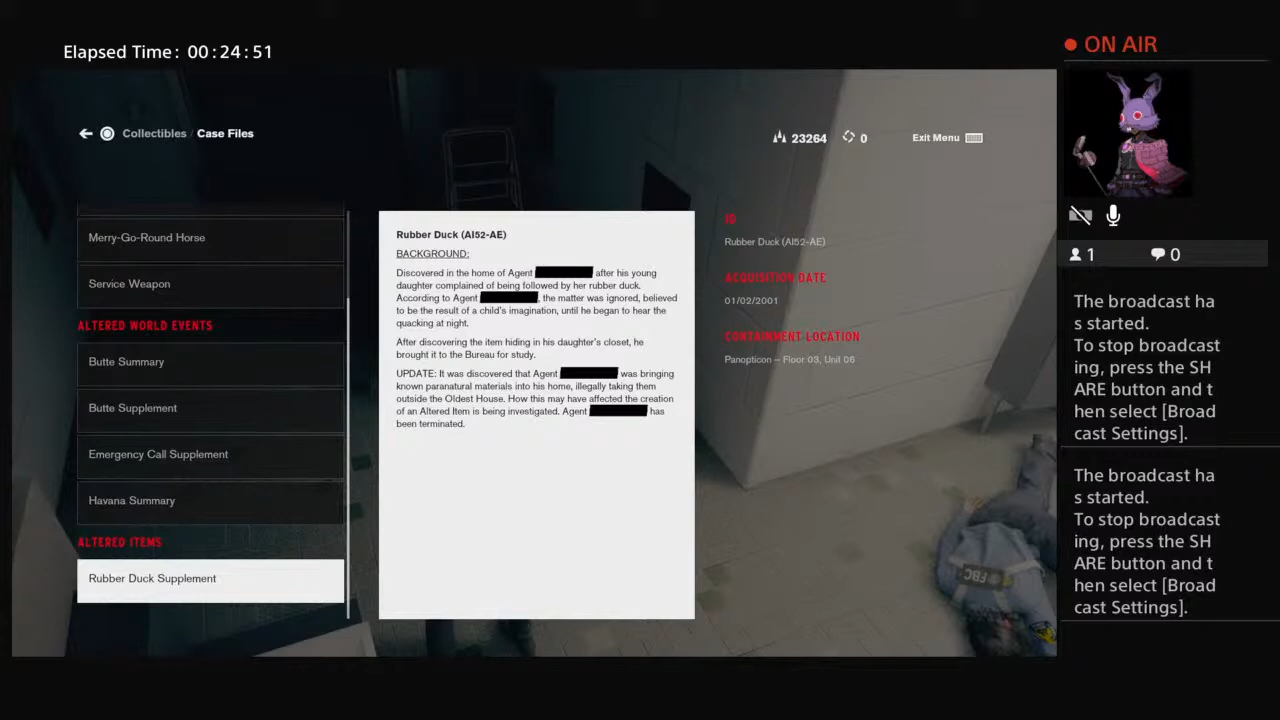 Elapsed Time: 00:24:51
ON AIR
Collectibles / Case Files
23264
0
Exit Menu
Merry-Go-Round Horse
Service Weapon
ALTERED WORLD EVENTS
Butte Summary
Butte Supplement
Emergency Call Supplement
Havana Summary
ALTERED ITEMS
Rubber Duck Supplement
Rubber Duck (AI52-AE)
BACKGROUND:
Discovered in the home of Agent after his young
daughter complained of being followed by her rubber duck.
According to Agent , the matter was ignored, believed
to be the result of a child's imagination, until he began to hear the
quacking at night.
After discovering the item hiding in his daughter's closet, he
brought it to the Bureau for study.
UPDATE: It was discovered that Agent was bringing
known paranatural materials into his home, illegally taking them
outside the Oldest House. How this may have affected the creation
of an Altered Item is being investigated. Agent has
been terminated.
ID
Rubber Duck (AI52-AE)
ACQUISITION DATE
01/02/2001
CONTAINMENT LOCATION
Panopticon – Floor 03, Unit 06
FBC
1
0
The broadcast ha
s started.
To stop broadcast
ing, press the SH
ARE button and t
hen select [Broad
cast Settings].
The broadcast ha
s started.
To stop broadcast
ing, press the SH
ARE button and t
hen select [Broad
cast Settings].